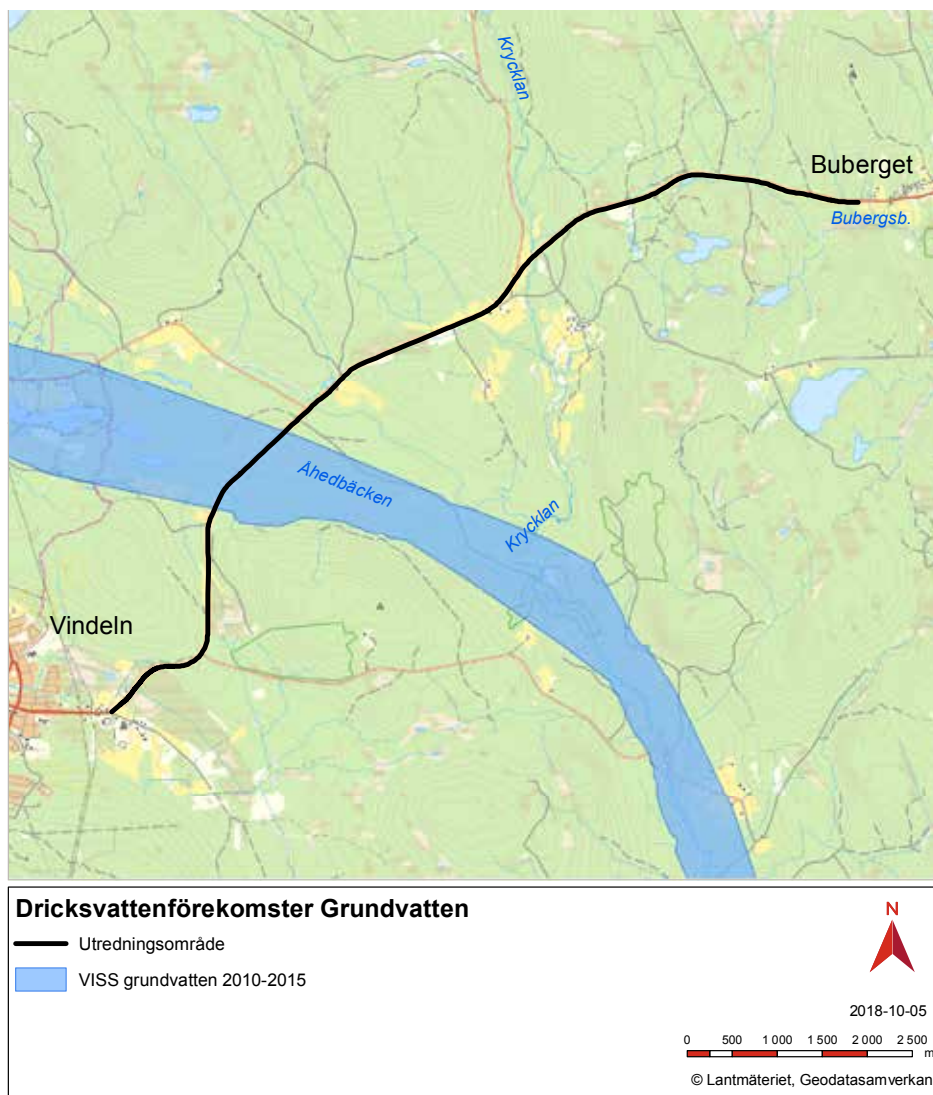 Krycklan
Buberget
Bubergsb.
Åhedbäcken
Krycklan
Vindeln
Dricksvattenförekomster Grundvatten
Utredningsområde
VISS grundvatten 2010-2015
N
2018-10-05
0 500 1 000 1 500 2 000 2 500
m
© Lantmäteriet, Geodatasamverkan